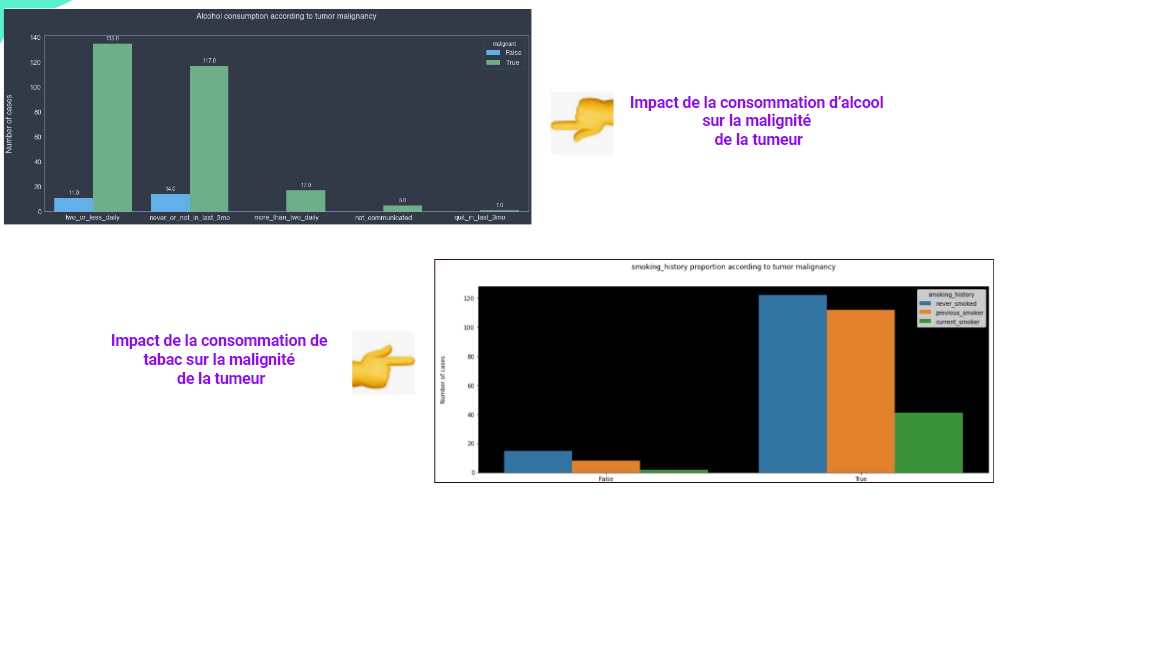 Alcohol consumption according to tumor malignancy
Number of cases
140
120
100
80
60
40
20
0
11.0
135.0
14.0
117.0
17.0
5.0
1.0
malignant
False
True
two_or_less_daily
never_or_not_in_last_3mo
more_than_two_daily
not_communicated
quit_in_last_3mo
Impact de la consommation d'alcool
sur la malignité
de la tumeur
Impact de la consommation de
tabac sur la malignité
de la tumeur
smoking_history proportion according to tumor malignancy
Number of cases
120
100
80
60
40
20
0
smoking_history
never_smoked
previous_smoker
current_smoker
False
True